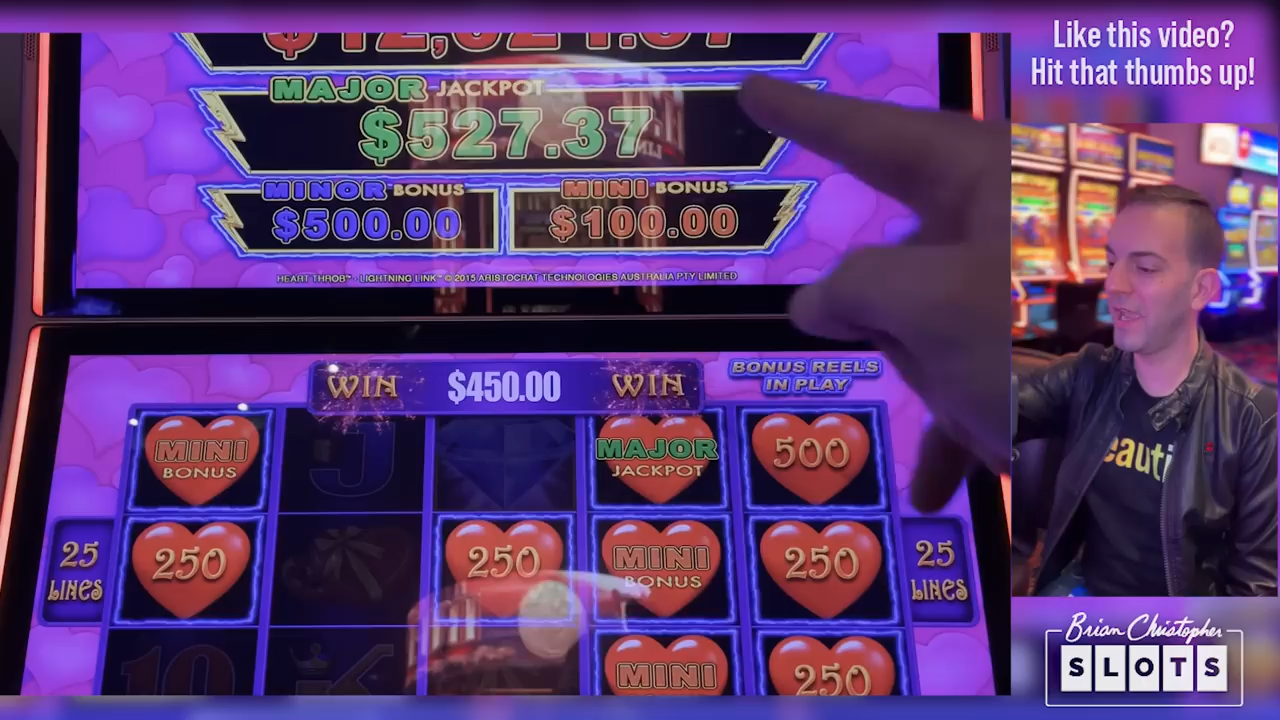 Like this video?
Hit that thumbs up!
MAJOR JACKPOT
$527.37
MINOR BONUS
$500.00
MINI BONUS
$100.00
HEART THROB™ - LIGHTNING LINK™ © 2015 ARISTOCRAT TECHNOLOGIES AUSTRALIA PTY LIMITED
WIN $450.00 WIN
BONUS REELS
IN PLAY
MINI
BONUS
J
MAJOR
JACKPOT
500
25
LINES
250
250
MINI
BONUS
250
25
LINES
10
K
MINI
250
eauti
Brian Christopher
SLOTS